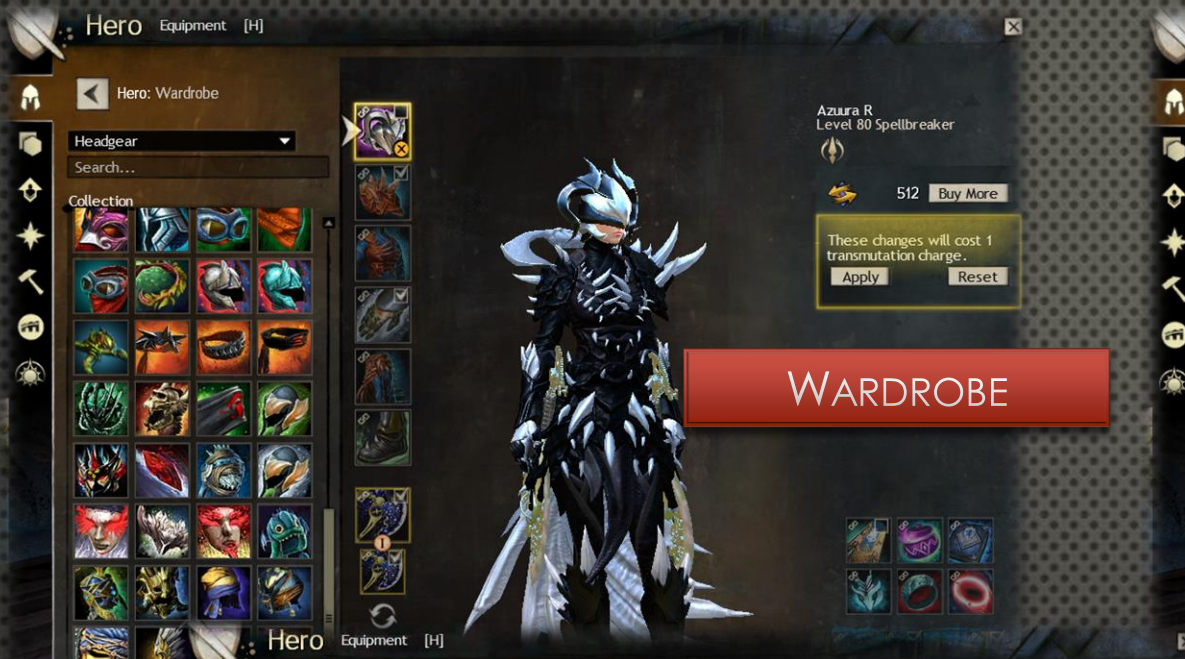 Hero Equipment [H]
Hero: Wardrobe
Headgear
Search...
Collection
Azuura R
Level 80 Spellbreaker
512 Buy More
These changes will cost 1
transmutation charge.
Apply Reset
WARDROBE
Hero Equipment [H]